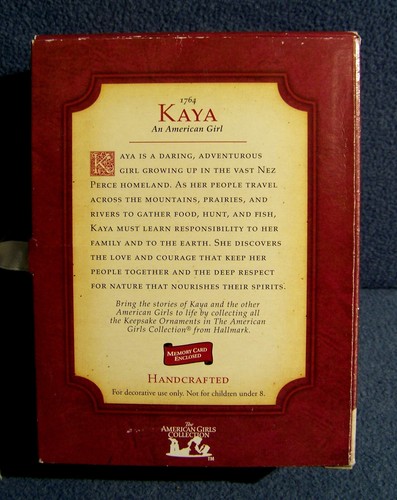 1764
KAYA
An American Girl
KAYA IS A DARING, ADVENTUROUS
GIRL GROWING UP IN THE VAST NEZ
PERCE HOMELAND. AS HER PEOPLE TRAVEL
ACROSS THE MOUNTAINS, PRAIRIES, AND
RIVERS TO GATHER FOOD, HUNT, AND FISH,
KAYA MUST LEARN RESPONSIBILITY TO HER
FAMILY AND TO THE EARTH. SHE DISCOVERS
THE LOVE AND COURAGE THAT KEEP HER
PEOPLE TOGETHER AND THE DEEP RESPECT
FOR NATURE THAT NOURISHES THEIR SPIRITS.
Bring the stories of Kaya and the other
American Girls to life by collecting all
the Keepsake Ornaments in The American
Girls Collection® from Hallmark.
MEMORY CARD
ENCLOSED
HANDCRAFTED
For decorative use only. Not for children under 8.
The
AMERICAN GIRLS
COLLECTION
TM